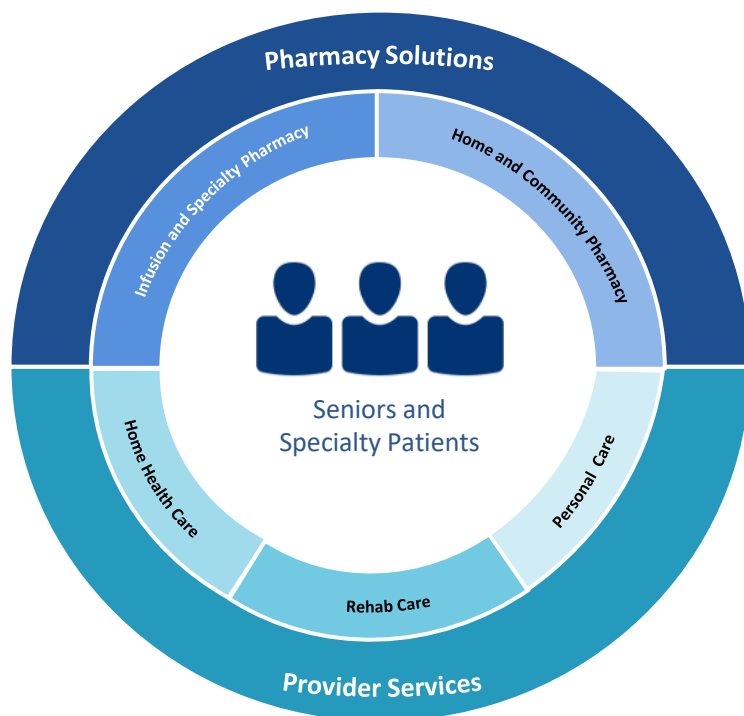 Pharmacy Solutions
Infusion and Specialty Pharmacy
Home and Community Pharmacy
Seniors and
Specialty Patients
Home Health Care
Personal Care
Rehab Care
Provider Services